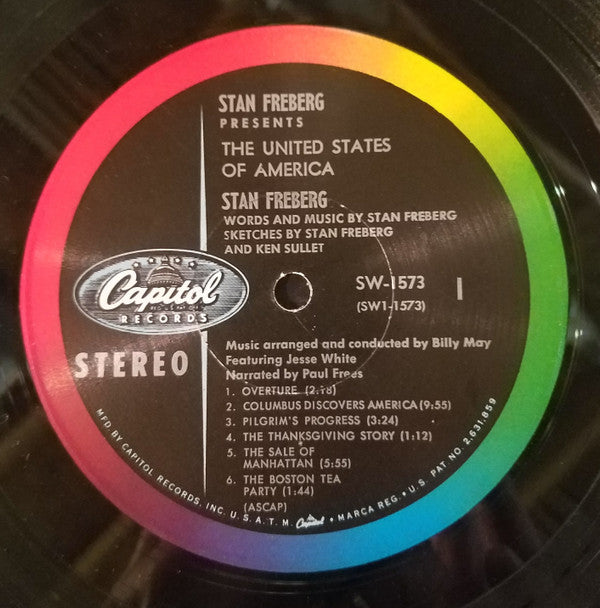 STAN FREBERG
PRESENTS
THE UNITED STATES
OF AMERICA
STAN FREBERG
WORDS AND MUSIC BY STAN FREBERG
SKETCHES BY STAN FREBERG
AND KEN SULLET
Capitol
RECORDS
STEREO
SW-1573
(SW1-1573)
1
Music arranged and conducted by Billy May
Featuring Jesse White
Narrated by Paul Frees
1. OVERTURE (2:18)
2. COLUMBUS DISCOVERS AMERICA (9:55)
3. PILGRIM'S PROGRESS (3:24)
4. THE THANKSGIVING STORY (1:12)
5. THE SALE OF
MANHATTAN (5:55)
6. THE BOSTON TEA
PARTY (1:44)
(ASCAP)
MFD. BY CAPITOL RECORDS, INC. U.S.A. T.M. Capitol • MARCA REG. • U.S. PAT. NO. 2,631,859